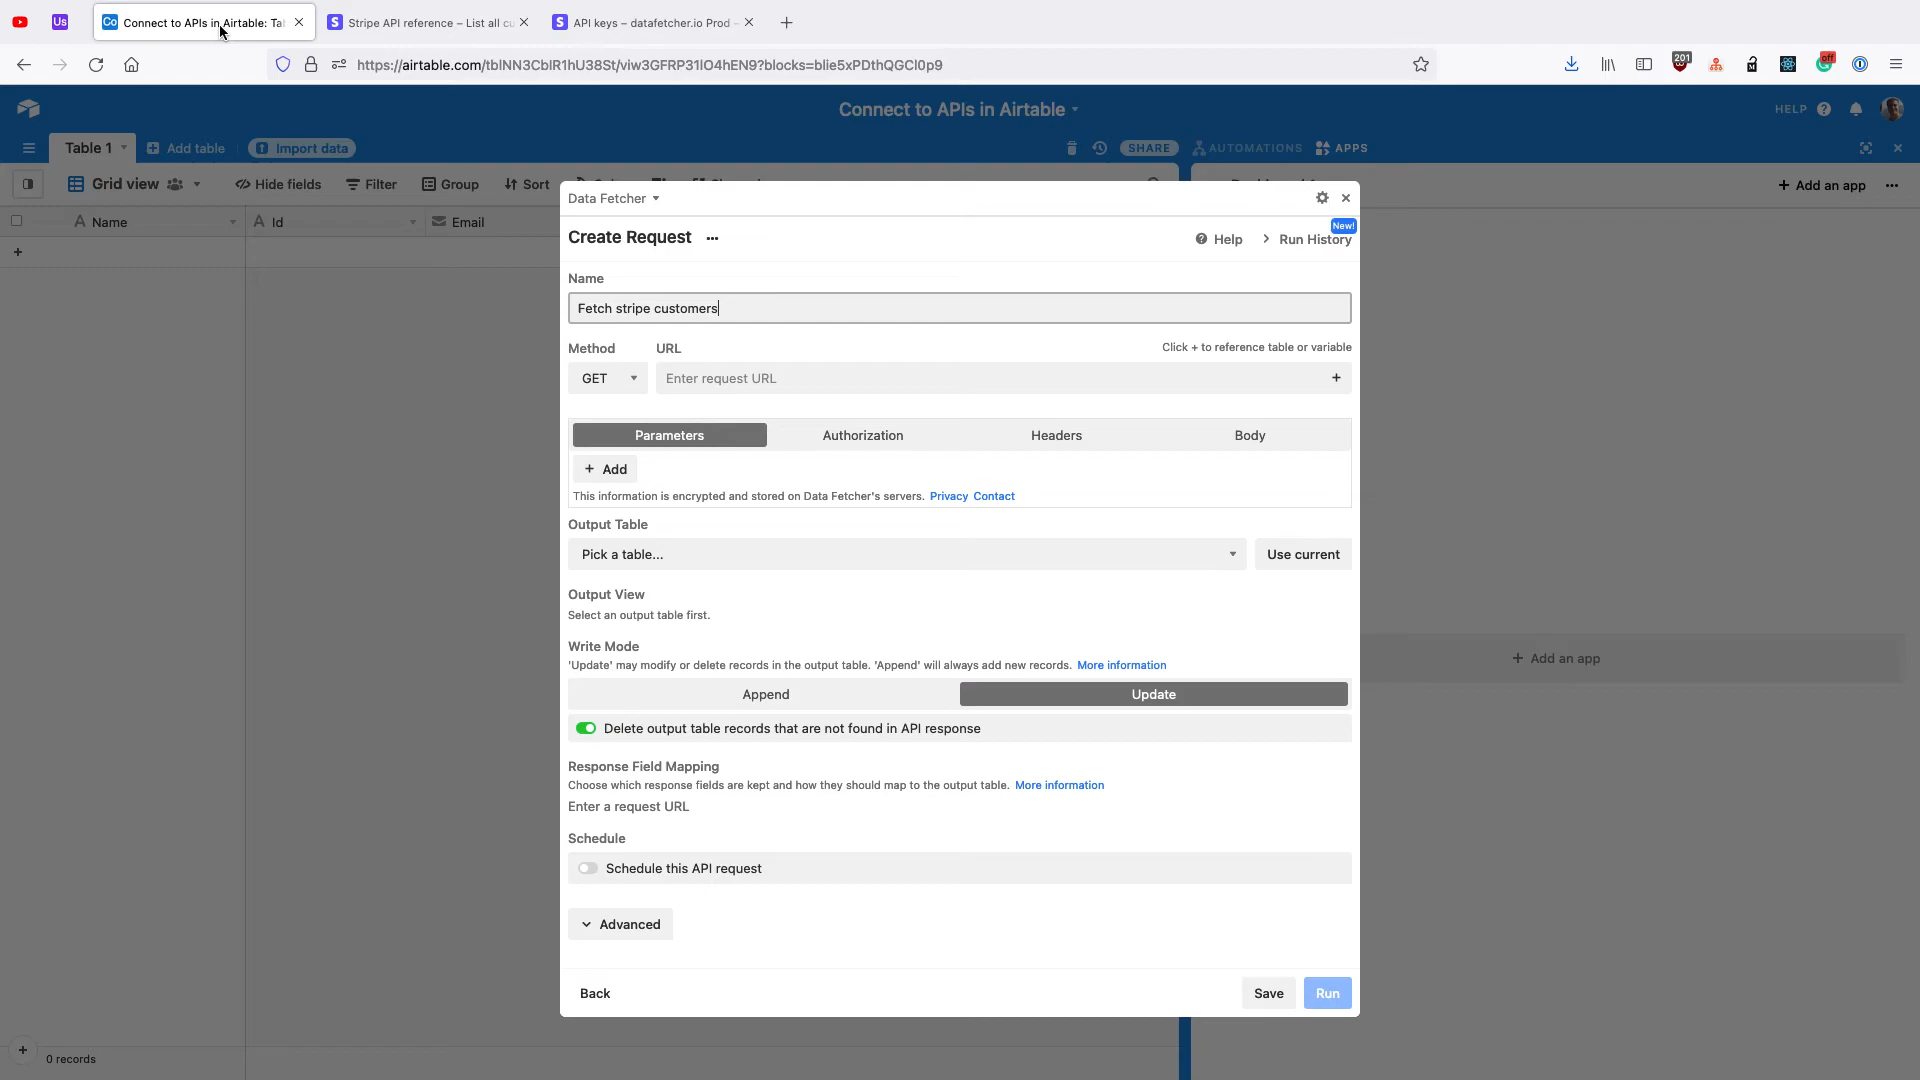 Us
Co
Connect to APIs in Airtable: Ta
Stripe API reference – List all cu
API keys – datafetcher.io Prod -
https://airtable.com/tblNN3CblR1hU38St/viw3GFRP31lO4hEN9?blocks=blie5xPDthQGCl0p9
201
off
Connect to APIs in Airtable
HELP
Table 1
Add table
Import data
SHARE
AUTOMATIONS
APPS
Grid view
Hide fields
Filter
Group
Sort
Add an app
Name
Id
Email
Data Fetcher
New!
Create Request
Help
Run History
Name
Fetch stripe customers
Method
URL
Click + to reference table or variable
GET
Enter request URL
Parameters
Authorization
Headers
Body
Add
This information is encrypted and stored on Data Fetcher's servers. Privacy Contact
Output Table
Pick a table...
Use current
Output View
Select an output table first.
Write Mode
'Update' may modify or delete records in the output table. 'Append' will always add new records. More information
Append
Update
Delete output table records that are not found in API response
Response Field Mapping
Choose which response fields are kept and how they should map to the output table. More information
Enter a request URL
Schedule
Schedule this API request
Advanced
Back
Save
Run
Add an app
0 records